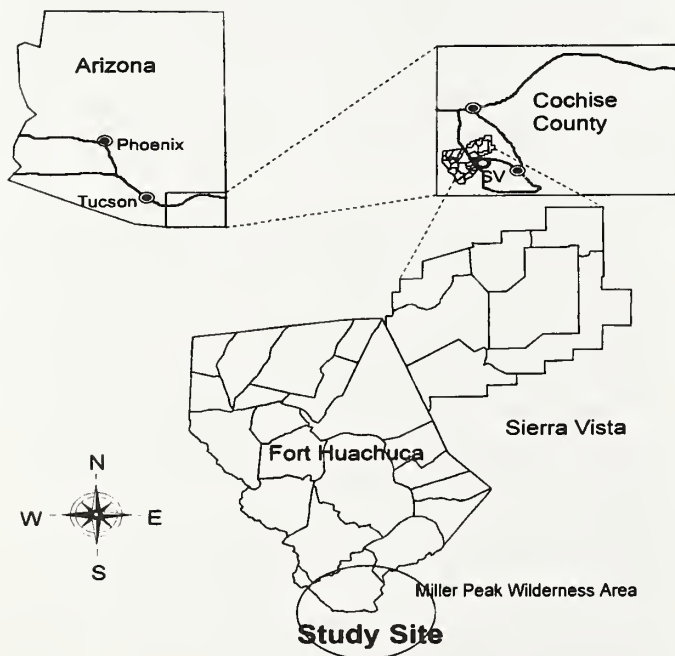 Arizona
Phoenix
Tucson
Cochise
County
SV
Sierra Vista
Fort Huachuca
N
W
E
S
Miller Peak Wilderness Area
Study Site